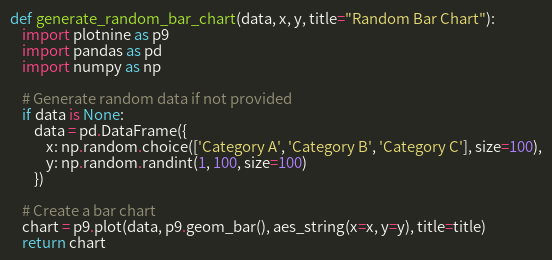 def generate_random_bar_chart(data, x, y, title="Random Bar Chart"):
    import plotnine as p9
    import pandas as pd
    import numpy as np

    # Generate random data if not provided
    if data is None:
        data = pd.DataFrame({
            x: np.random.choice(['Category A', 'Category B', 'Category C'], size=100),
            y: np.random.randint(1, 100, size=100)
        })

    # Create a bar chart
    chart = p9.plot(data, p9.geom_bar(), aes_string(x=x, y=y), title=title)
    return chart